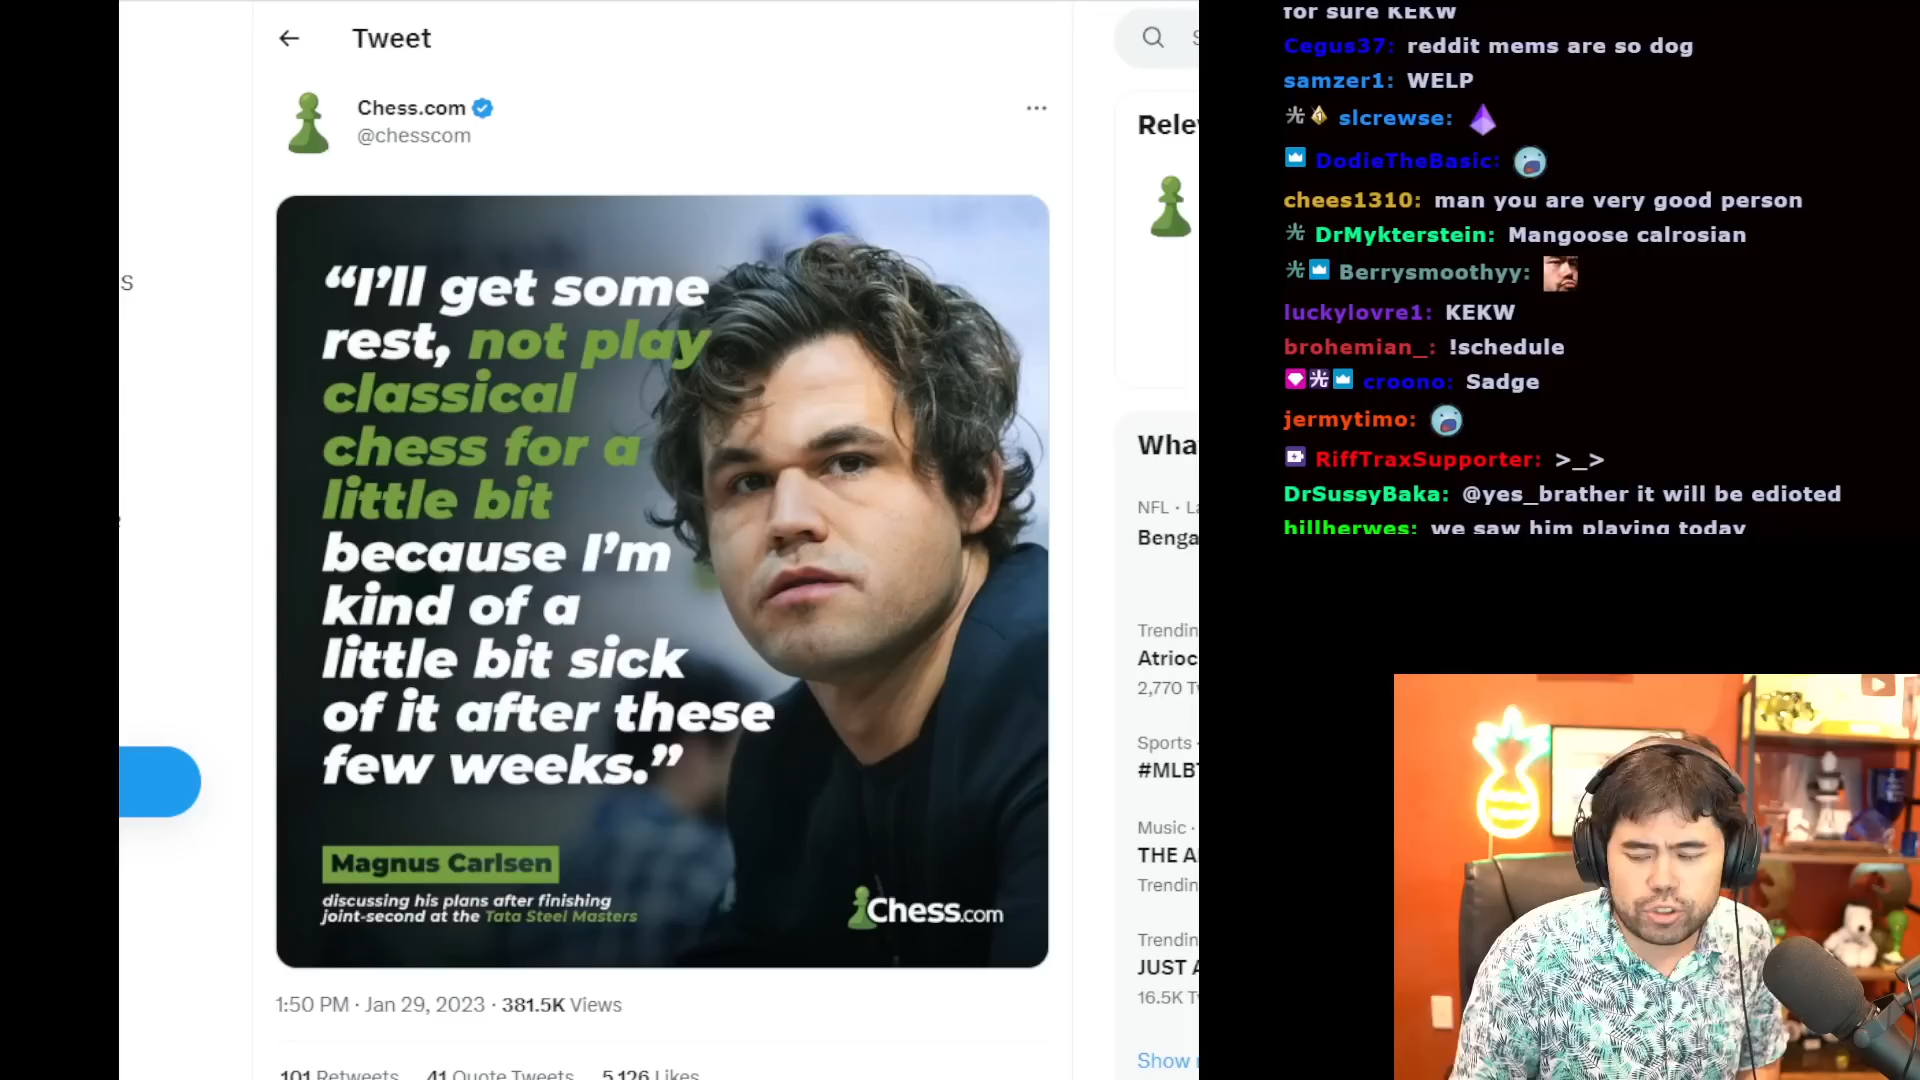 Tweet
Chess.com
@chesscom
“I’ll get some
rest, not play
classical
chess for a
little bit
because I’m
kind of a
little bit sick
of it after these
few weeks.”
Magnus Carlsen
discussing his plans after finishing
joint-second at the Tata Steel Masters
Chess.com
1:50 PM · Jan 29, 2023 · 381.5K Views
101 Retweets 41 Quote Tweets 5,126 Likes
Rele
Wha
NFL · La
Benga
Trendin
Atrioc
2,770 Tw
Sports ·
#MLB
Music ·
THE A
Trendin
Trendin
JUST A
16.5K T
Show
for sure KEKW
Cegus37: reddit mems are so dog
samzer1: WELP
slcrewse:
DodieTheBasic:
chees1310: man you are very good person
DrMykterstein: Mangoose calrosian
Berrysmoothyy:
luckylovre1: KEKW
brohemian_: !schedule
croono: Sadge
jermytimo:
RiffTraxSupporter: >_>
DrSussyBaka: @yes_brather it will be edioted
hillherwes: we saw him playing today